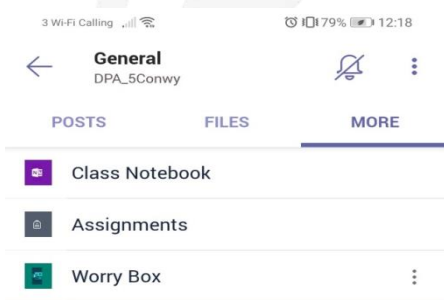 3 Wi-Fi Calling 79% 12:18
General
DPA_5Conwy
POSTS FILES MORE
Class Notebook
Assignments
Worry Box